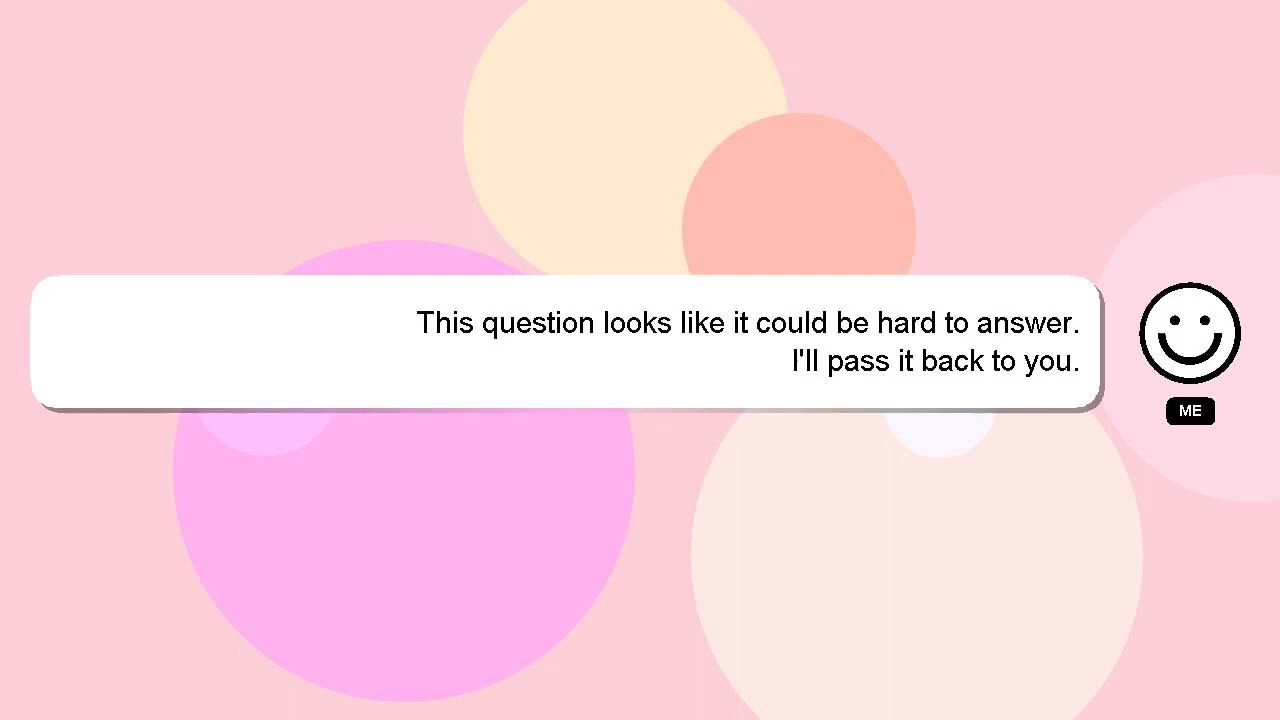 This question looks like it could be hard to answer.
I'll pass it back to you.
ME